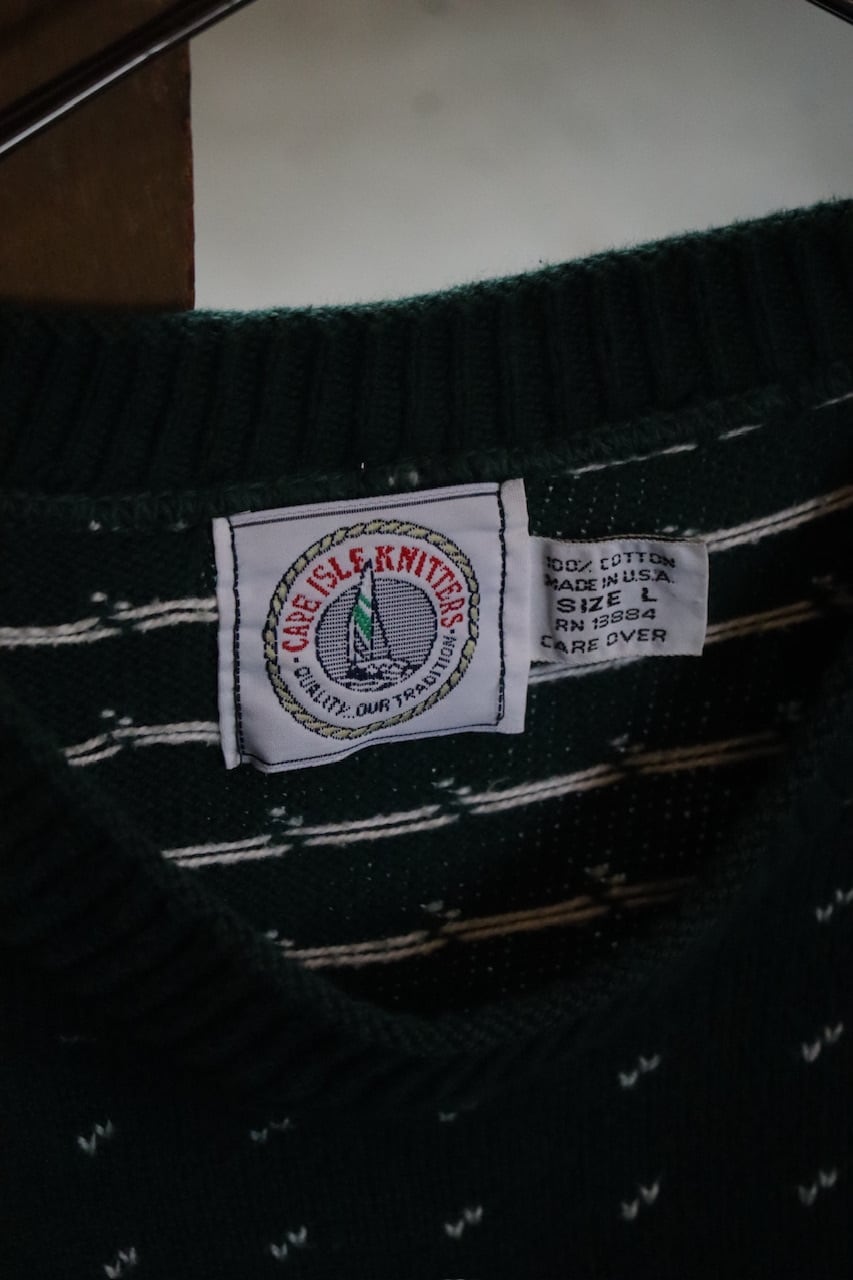 CAPE ISLE KNITTERS
·QUALITY...OUR TRADITION·
100% COTTON
MADE IN U.S.A.
SIZE L
RN 13884
CARE OVER